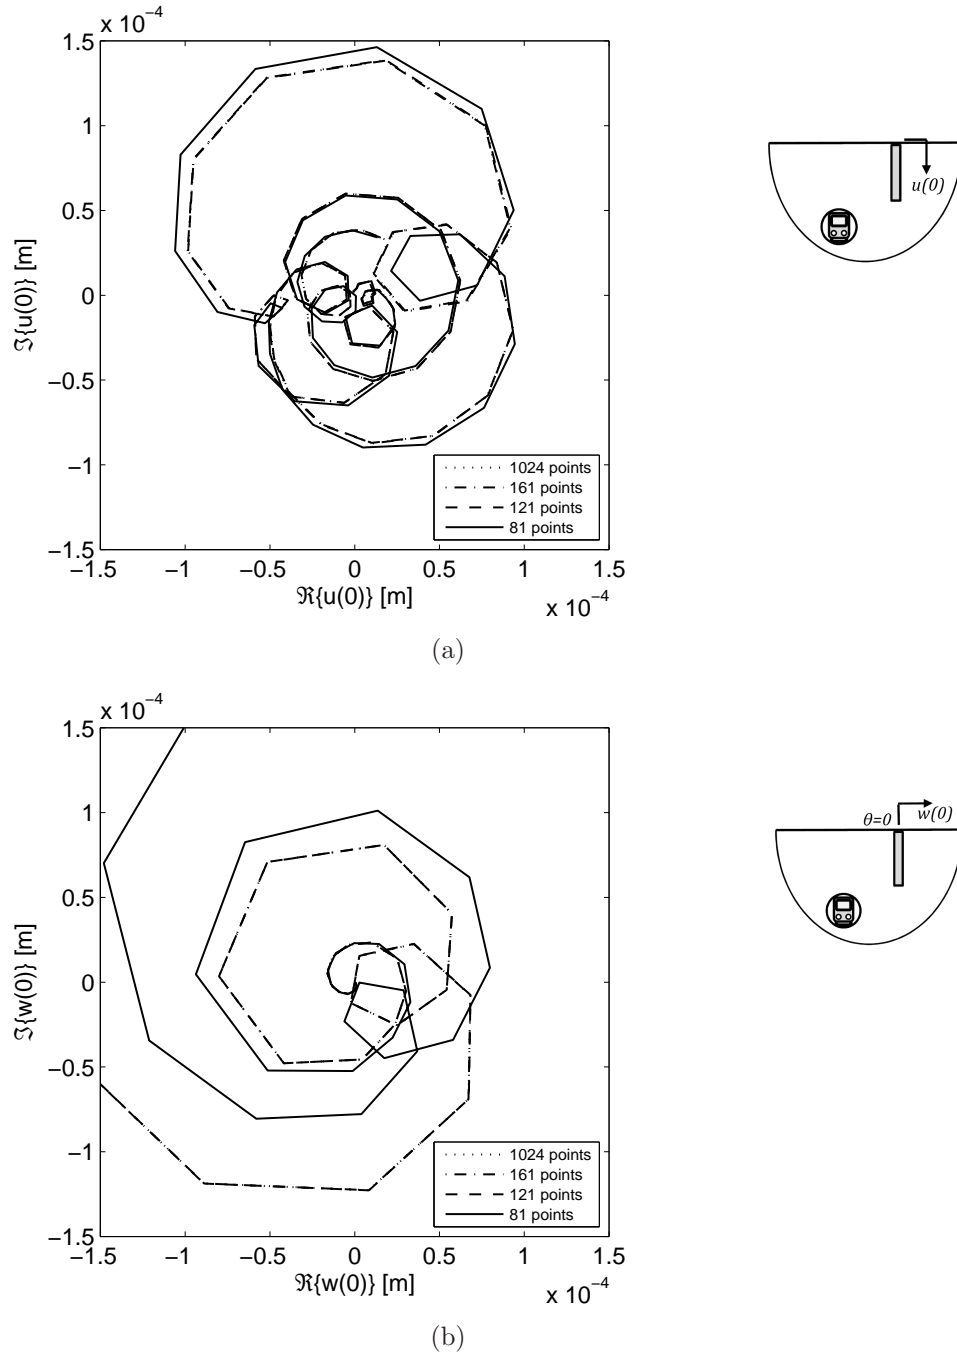 x 10⁻⁴
1.5
1
0.5
0
−0.5
−1
−1.5
ℑ{u(0)} [m]
−1.5 −1 −0.5 0 0.5 1 1.5
ℜ{u(0)} [m]
x 10⁻⁴
1024 points
161 points
121 points
81 points
u(0)
(a)
x 10⁻⁴
1.5
1
0.5
0
−0.5
−1
−1.5
ℑ{w(0)} [m]
−1.5 −1 −0.5 0 0.5 1 1.5
ℜ{w(0)} [m]
x 10⁻⁴
1024 points
161 points
121 points
81 points
θ=0 w(0)
(b)